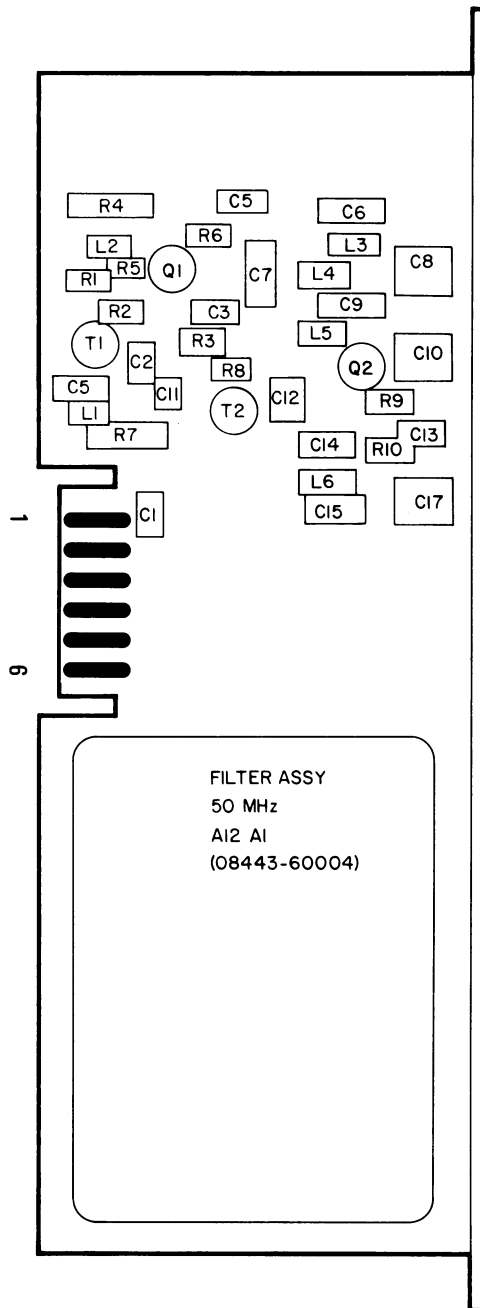 R4
C5
C6
R6
L2
L3
R5
Q1
C7
L4
C8
R1
R2
C3
C9
T1
R3
L5
C2
R8
Q2
C10
C5
C11
C12
R9
L1
T2
R7
C13
C14
R10
L6
C15
C17
C1
1
6
FILTER ASSY
50 MHz
A12 A1
(08443-60004)